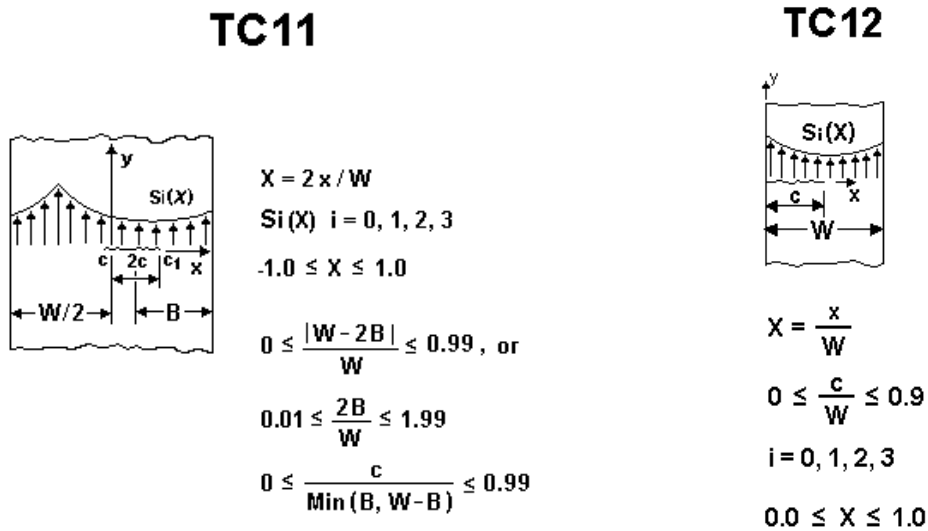 TC11
y
Si(X)
c 2c c1 x
W/2 B
X = 2 x / W
Si(X) i = 0, 1, 2, 3
-1.0 ≤ X ≤ 1.0
0 ≤ |W - 2B| / W ≤ 0.99 , or
0.01 ≤ 2B / W ≤ 1.99
0 ≤ c / Min (B, W - B) ≤ 0.99
TC12
y
Si(X)
c x
W
X = x / W
0 ≤ c / W ≤ 0.9
i = 0, 1, 2, 3
0.0 ≤ X ≤ 1.0